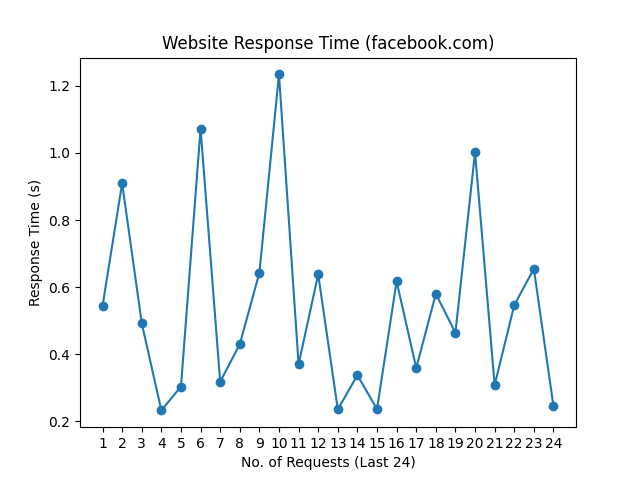 Website Response Time (facebook.com)
Response Time (s)
1.2
1.0
0.8
0.6
0.4
0.2
1 2 3 4 5 6 7 8 9 10 11 12 13 14 15 16 17 18 19 20 21 22 23 24
No. of Requests (Last 24)